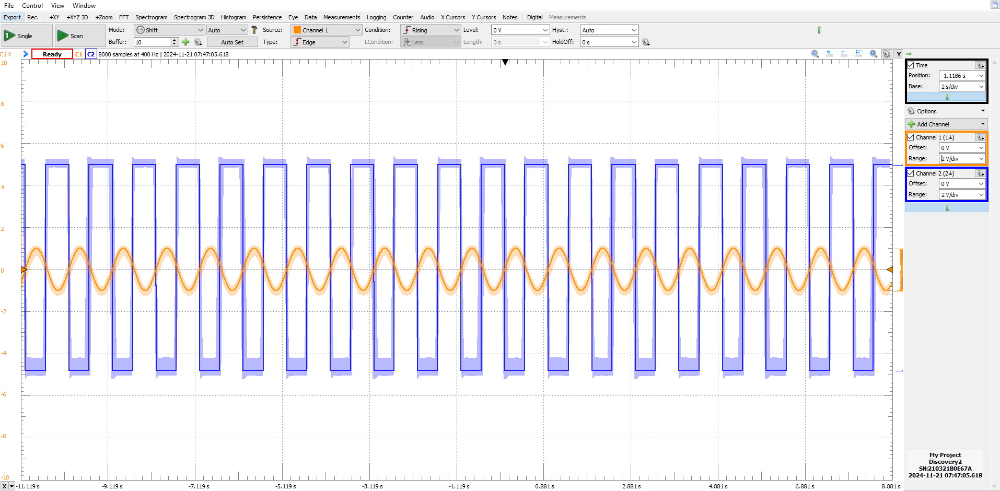 File Control View Window
Export Rec. +XY +XYZ 3D +Zoom FFT Spectrogram Spectrogram 3D Histogram Persistence Eye Data Measurements Logging Counter Audio X Cursors Y Cursors Notes Digital Measurements
1 Single Scan Mode: Shift Auto Source: Channel 1 Condition: Rising Level: 0 V Hyst.: Auto
Buffer: 10 Auto Set Type: Edge LCondition: Less Length: 0 s HoldOff: 0 s
C1 V Ready C1 C2 8000 samples at 400 Hz | 2024-11-21 07:47:05.618 Y
10
8
6
4
2
0
-2
-4
-6
-8
-10
X -11.119 s -9.119 s -7.119 s -5.119 s -3.119 s -1.119 s 0.881 s 2.881 s 4.881 s 6.881 s 8.881 s
Time
Position: -1.1186 s
Base: 2 s/div
Options
Add Channel
Channel 1 (1±)
Offset: 0 V
Range: 2 V/div
Channel 2 (2±)
Offset: 0 V
Range: 2 V/div
My Project
Discovery2
SN:210321B0E67A
2024-11-21 07:47:05.618